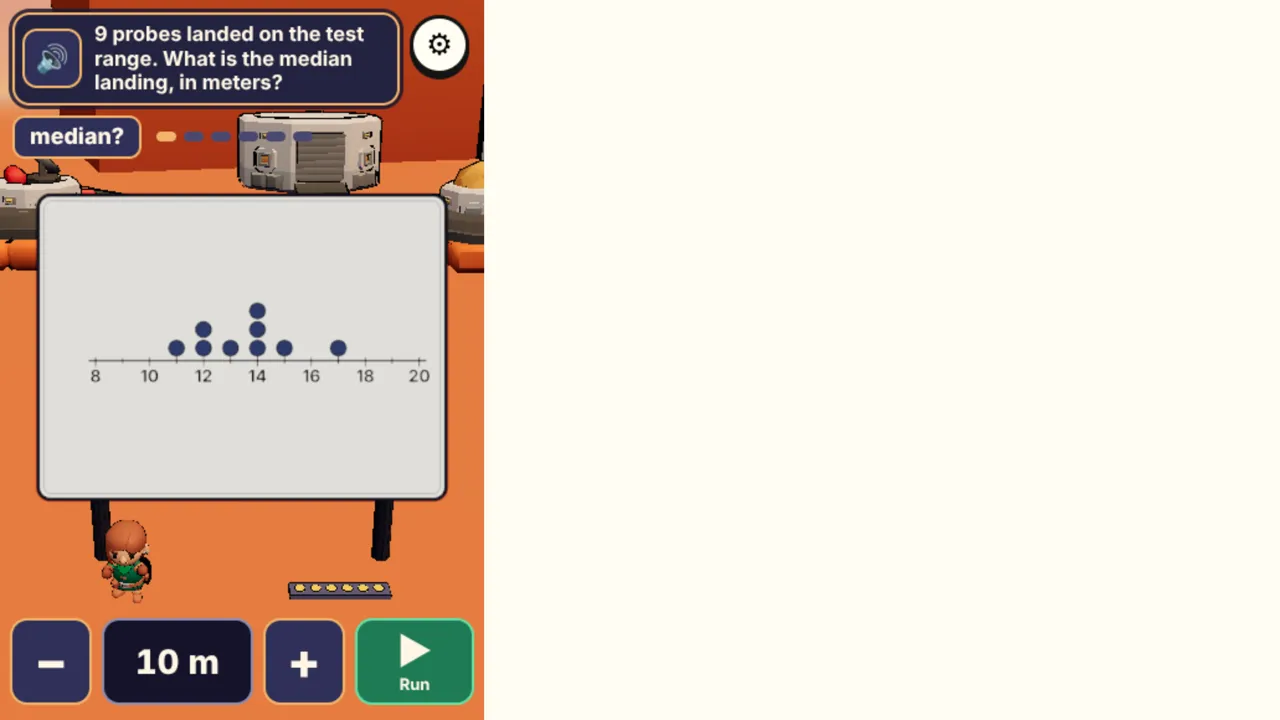 9 probes landed on the test
range. What is the median
landing, in meters?
median?
8 10 12 14 16 18 20
10 m
Run